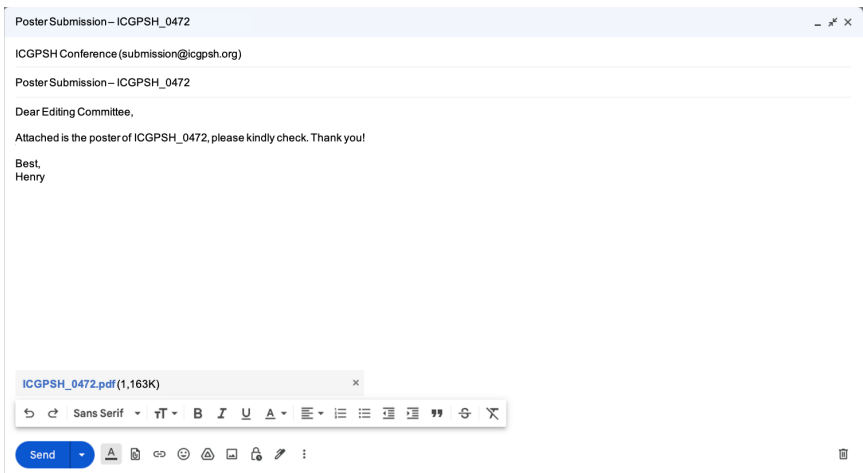 Poster Submission – ICGPSH_0472
ICGPSH Conference (submission@icgpsh.org)
Poster Submission – ICGPSH_0472
Dear Editing Committee,
Attached is the poster of ICGPSH_0472, please kindly check. Thank you!
Best,
Henry
ICGPSH_0472.pdf (1,163K)
Sans Serif
Send